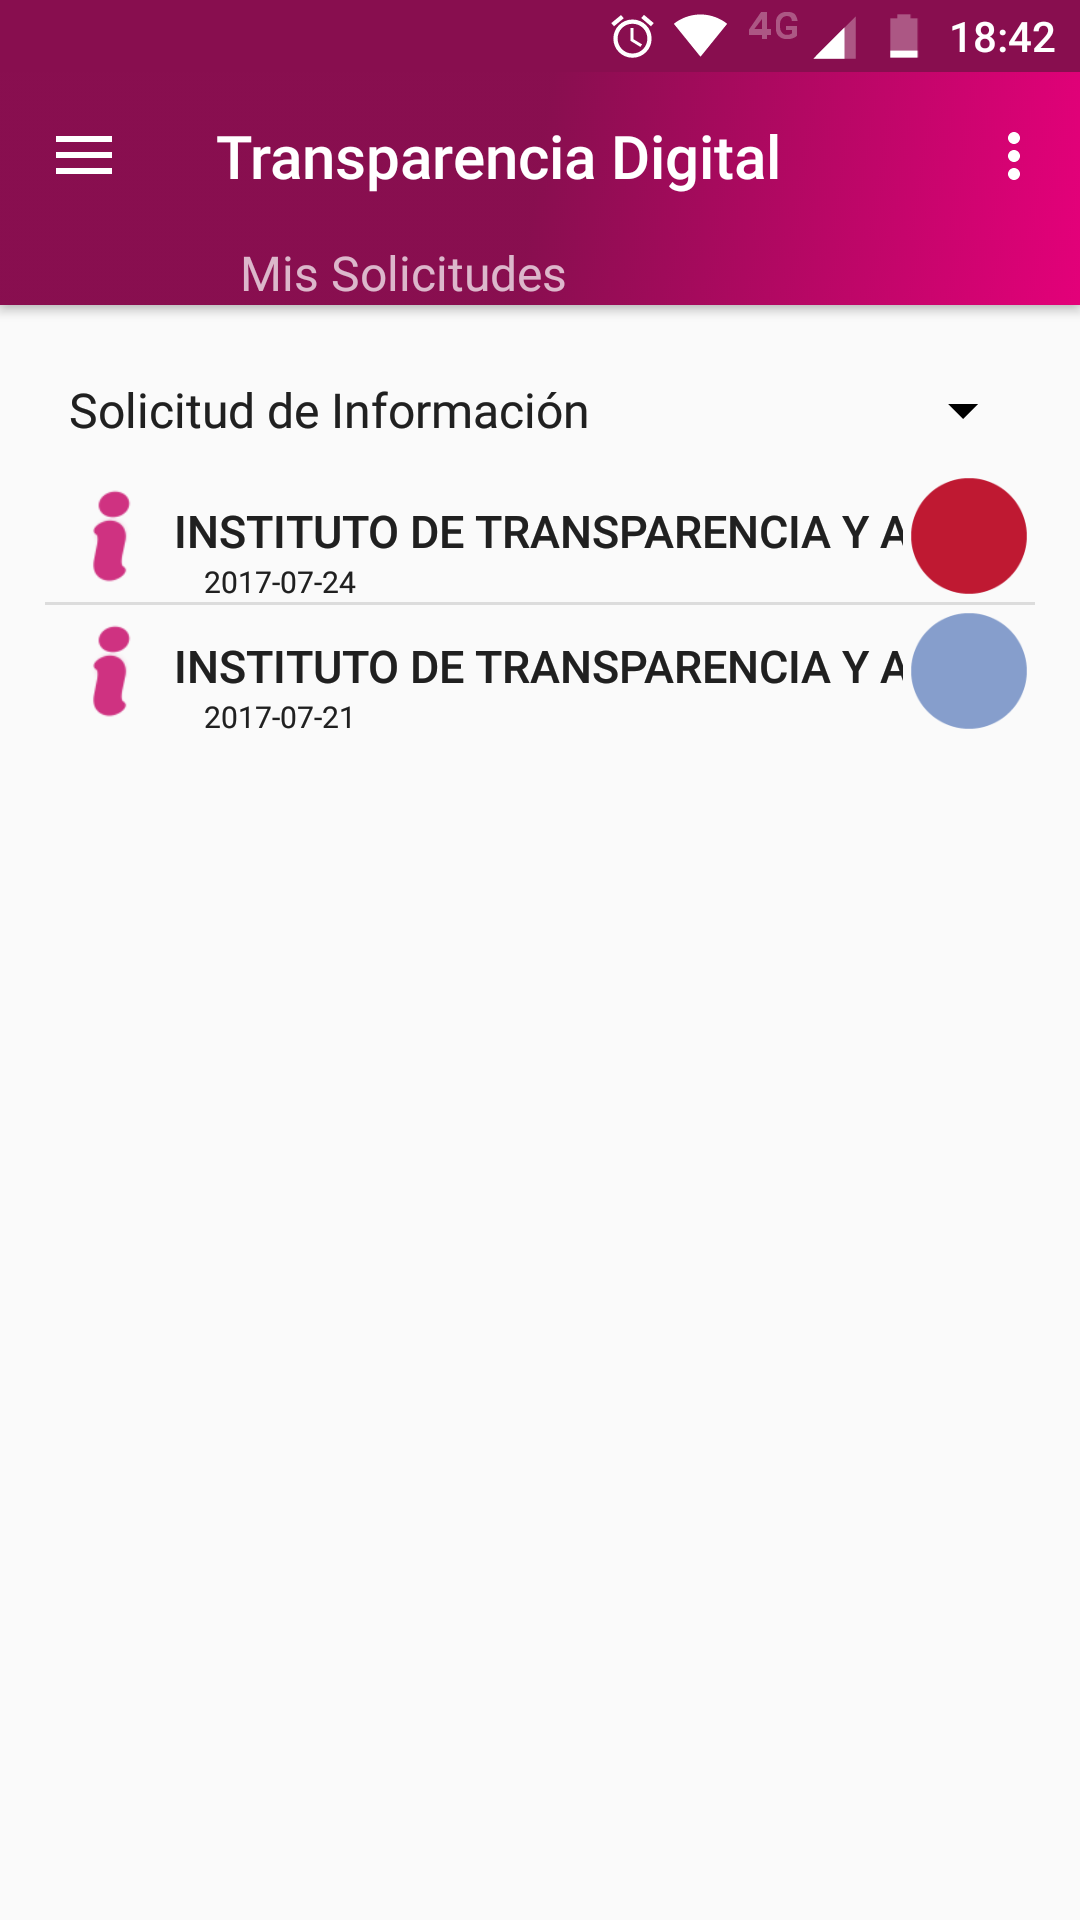 4G 18:42
Transparencia Digital
Mis Solicitudes
Solicitud de Información
INSTITUTO DE TRANSPARENCIA Y A
2017-07-24
INSTITUTO DE TRANSPARENCIA Y A
2017-07-21